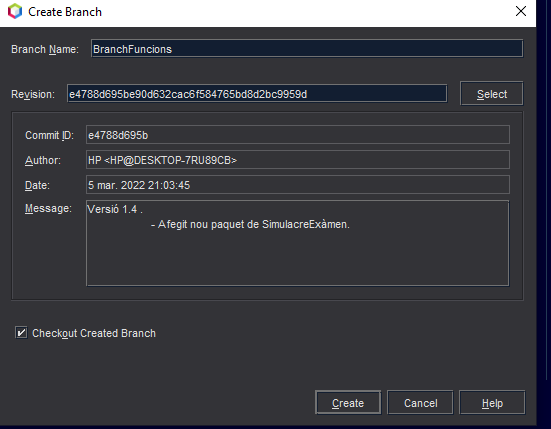 Create Branch
Branch Name: BranchFuncions
Revision: e4788d695be90d632cac6f584765bd8d2bc9959d Select
Commit ID: e4788d695b
Author: HP <HP@DESKTOP-7RU89CB>
Date: 5 mar. 2022 21:03:45
Message: Versió 1.4 .
- Afegit nou paquet de SimulacreExàmen.
Checkout Created Branch
Create Cancel Help